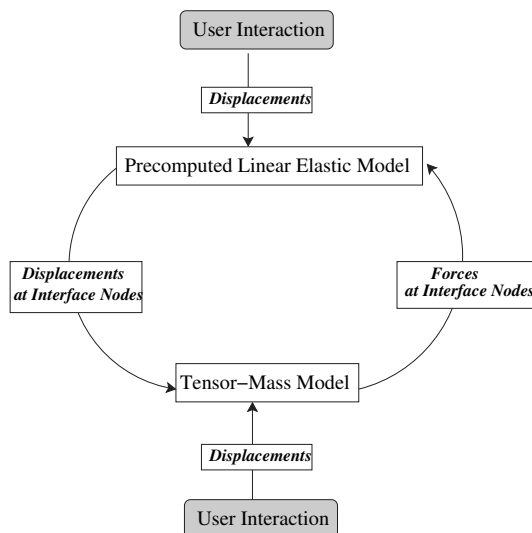 User Interaction
Displacements
Precomputed Linear Elastic Model
Displacements
at Interface Nodes
Forces
at Interface Nodes
Tensor–Mass Model
Displacements
User Interaction